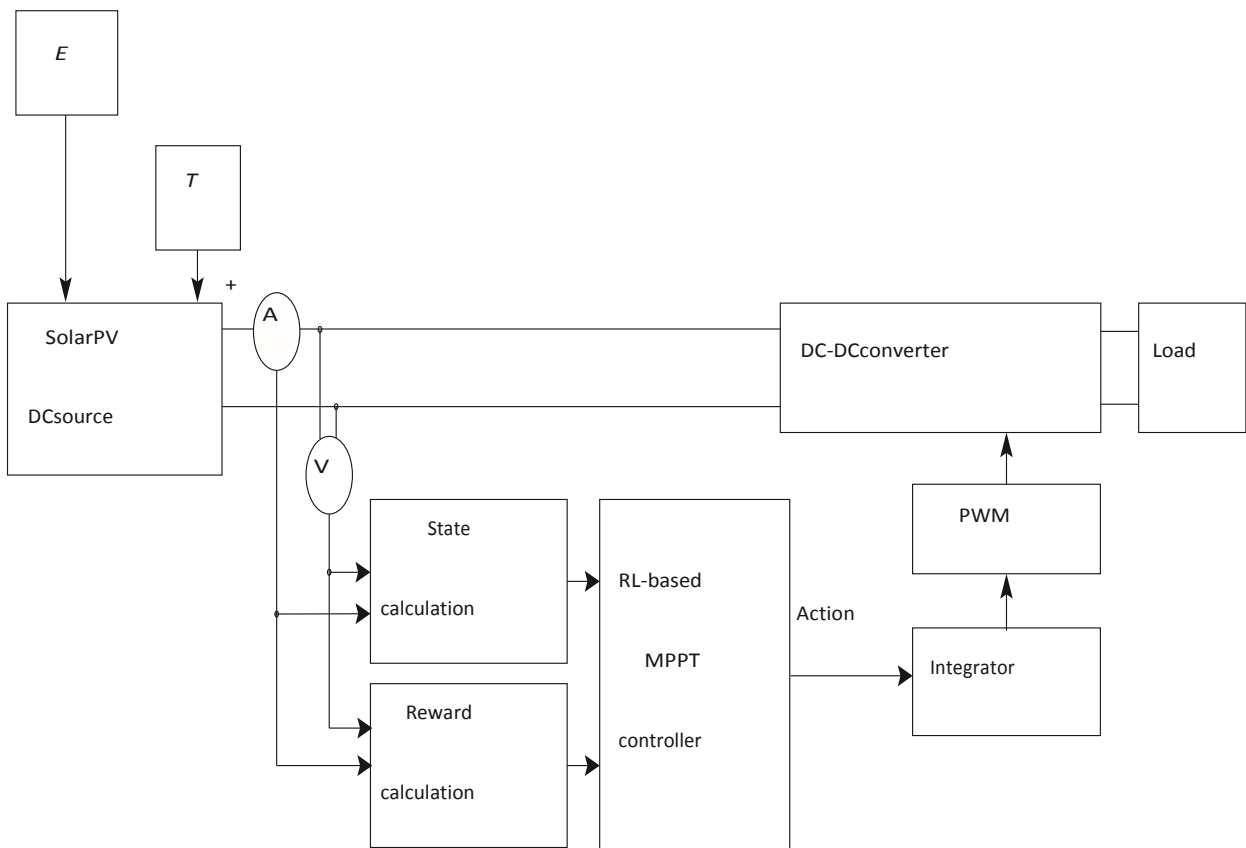 E
T
+
A
SolarPV
DCsource
DC-DCconverter
Load
V
PWM
State
calculation
RL-based
MPPT
controller
Action
Integrator
Reward
calculation